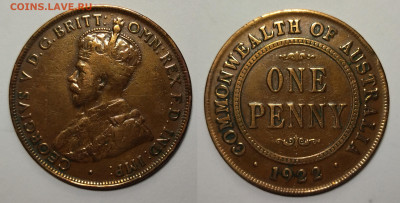 COINS.LAVE.RU
GEORGIVS V D.G. BRITT: OMN: REX F.D. IND: IMP:
COMMONWEALTH OF AUSTRALIA
ONE
PENNY
· 1922 ·